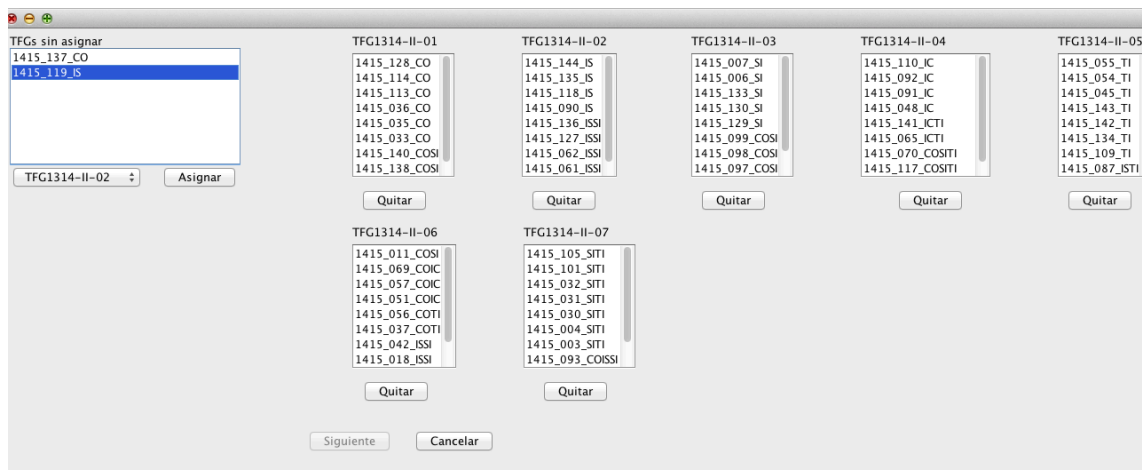 TFGs sin asignar
1415_137_CO
1415_119_IS
TFG1314-II-02
Asignar
TFG1314-II-01
1415_128_CO
1415_114_CO
1415_113_CO
1415_036_CO
1415_035_CO
1415_033_CO
1415_140_COSI
1415_138_COSI
Quitar
TFG1314-II-02
1415_144_IS
1415_135_IS
1415_118_IS
1415_090_IS
1415_136_ISSI
1415_127_ISSI
1415_062_ISSI
1415_061_ISSI
Quitar
TFG1314-II-03
1415_007_SI
1415_006_SI
1415_133_SI
1415_130_SI
1415_129_SI
1415_099_COSI
1415_098_COSI
1415_097_COSI
Quitar
TFG1314-II-04
1415_110_IC
1415_092_IC
1415_091_IC
1415_048_IC
1415_141_ICTI
1415_065_ICTI
1415_070_COSITI
1415_117_COSITI
Quitar
TFG1314-II-05
1415_055_TI
1415_054_TI
1415_045_TI
1415_143_TI
1415_142_TI
1415_134_TI
1415_109_TI
1415_087_ISTI
Quitar
TFG1314-II-06
1415_011_COSI
1415_069_COIC
1415_057_COIC
1415_051_COIC
1415_056_COTI
1415_037_COTI
1415_042_ISSI
1415_018_ISSI
Quitar
TFG1314-II-07
1415_105_SITI
1415_101_SITI
1415_032_SITI
1415_031_SITI
1415_030_SITI
1415_004_SITI
1415_003_SITI
1415_093_COISSI
Quitar
Siguiente
Cancelar